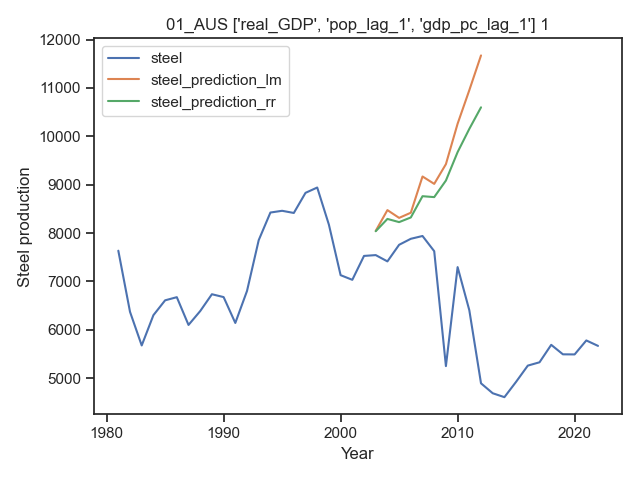 01_AUS ['real_GDP', 'pop_lag_1', 'gdp_pc_lag_1'] 1
12000
11000
10000
9000
8000
7000
6000
5000
Steel production
steel
steel_prediction_lm
steel_prediction_rr
1980
1990
2000
2010
2020
Year